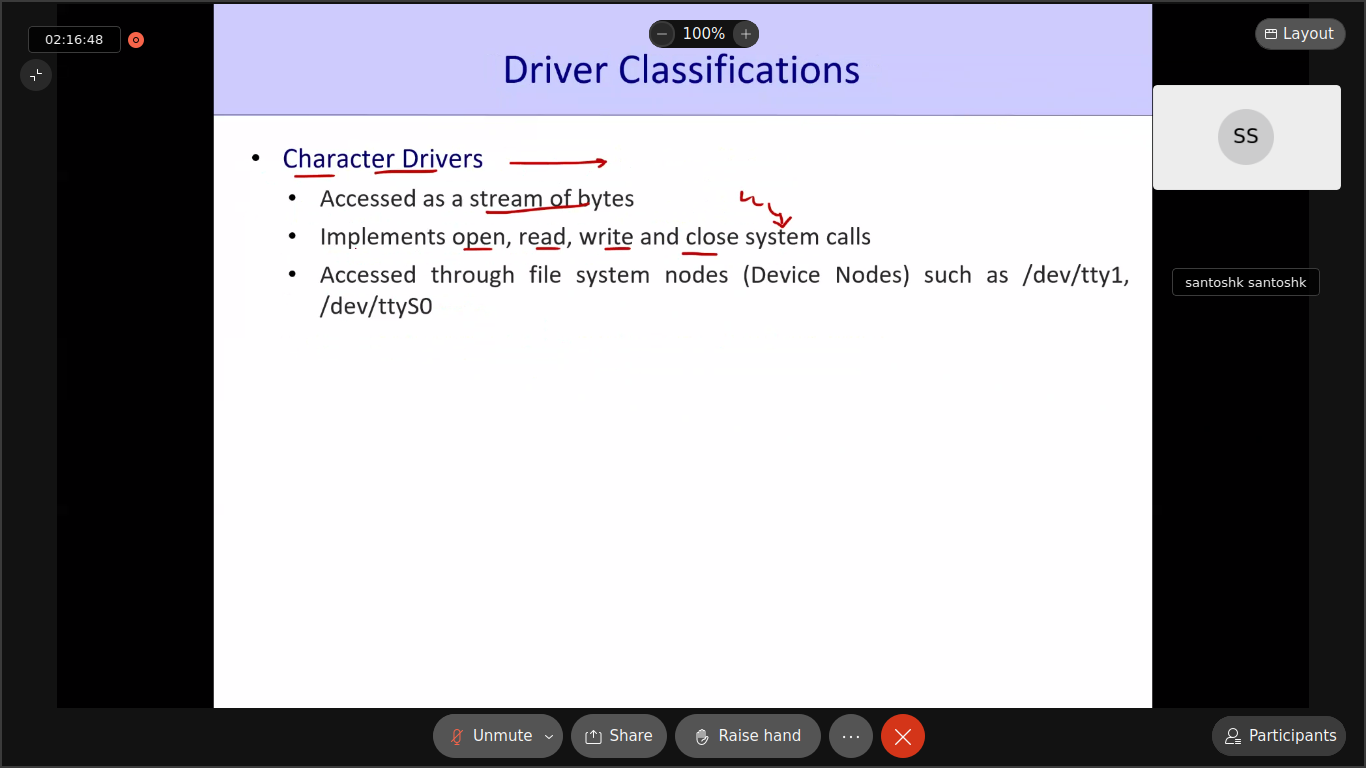 02:16:48
100%
Layout
Driver Classifications
SS
• Character Drivers
• Accessed as a stream of bytes
• Implements open, read, write and close system calls
• Accessed through file system nodes (Device Nodes) such as /dev/tty1,
/dev/ttyS0
santoshk santoshk
Unmute
Share
Raise hand
Participants